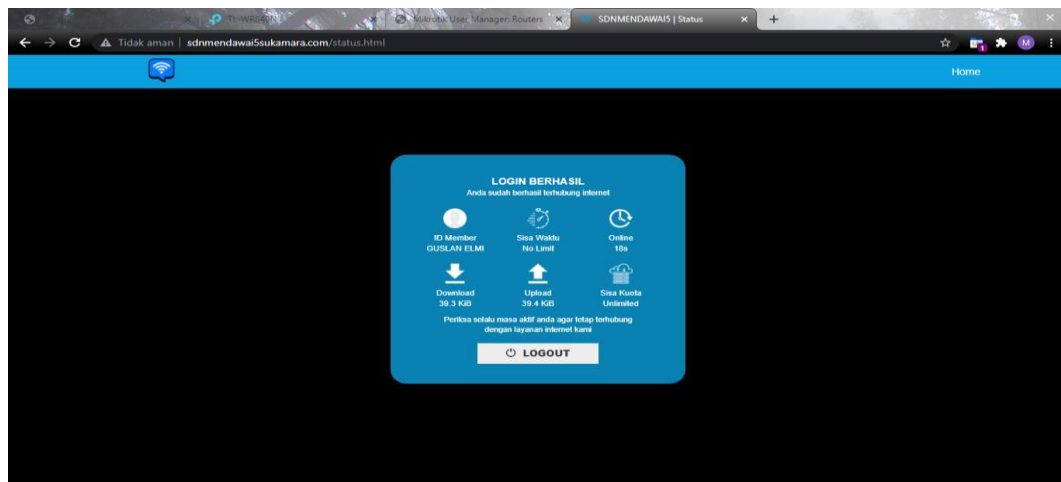 TL-WR840N
Mikrotik User Managen Routers
SDNMENDAWAI5 | Status
Tidak aman | sdnmendawai5sukamara.com/status.html
M
1
Home
LOGIN BERHASIL
Anda sudah berhasil terhubung internet
ID Member
GUSLAN ELMI
Sisa Waktu
No Limit
Online
18s
Download
39.3 KiB
Upload
39.4 KiB
Sisa Kuota
Unlimited
Periksa selalu masa aktif anda agar tetap terhubung
dengan layanan internet kami
LOGOUT